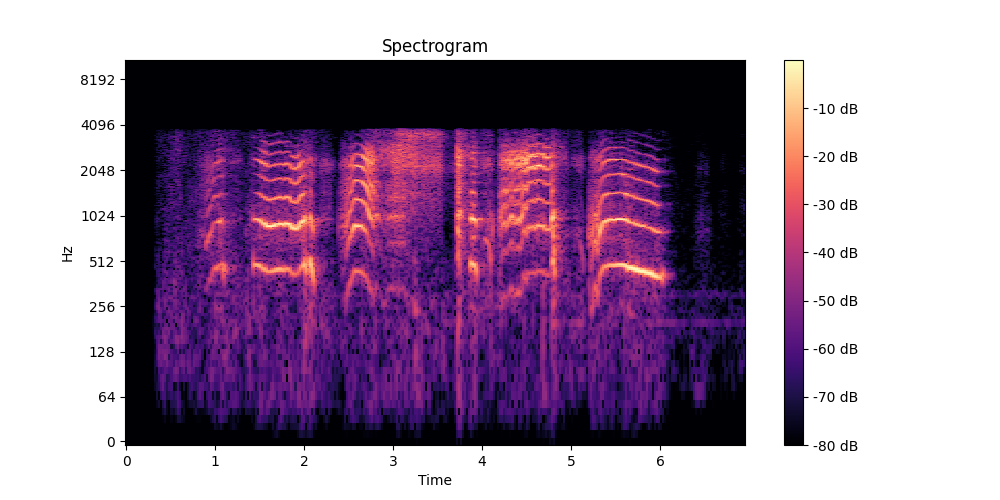 Spectrogram
8192
4096
2048
1024
512
256
128
64
0
Hz
0 1 2 3 4 5 6
Time
-10 dB
-20 dB
-30 dB
-40 dB
-50 dB
-60 dB
-70 dB
-80 dB